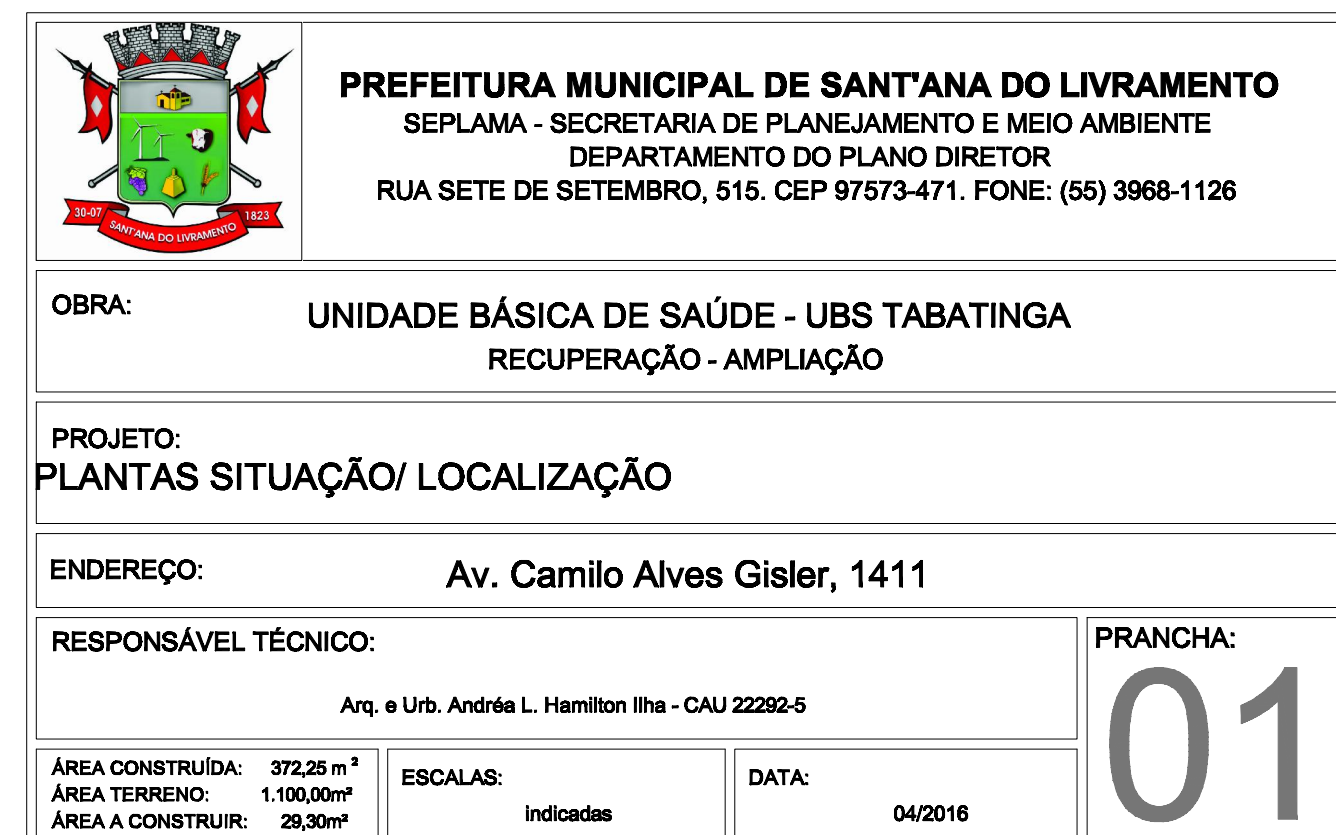 PREFEITURA MUNICIPAL DE SANT'ANA DO LIVRAMENTO
SEPLAMA - SECRETARIA DE PLANEJAMENTO E MEIO AMBIENTE
DEPARTAMENTO DO PLANO DIRETOR
RUA SETE DE SETEMBRO, 515. CEP 97573-471. FONE: (55) 3968-1126
30-07
SANT'ANA DO LIVRAMENTO
1823
OBRA:
UNIDADE BÁSICA DE SAÚDE - UBS TABATINGA
RECUPERAÇÃO - AMPLIAÇÃO
PROJETO:
PLANTAS SITUAÇÃO/ LOCALIZAÇÃO
ENDEREÇO: Av. Camilo Alves Gisler, 1411
RESPONSÁVEL TÉCNICO:
Arq. e Urb. Andréa L. Hamilton Ilha - CAU 22292-5
PRANCHA:
01
ÁREA CONSTRUÍDA: 372,25 m ²
ÁREA TERRENO: 1.100,00m²
ÁREA A CONSTRUIR: 29,30m²
ESCALAS:
indicadas
DATA:
04/2016